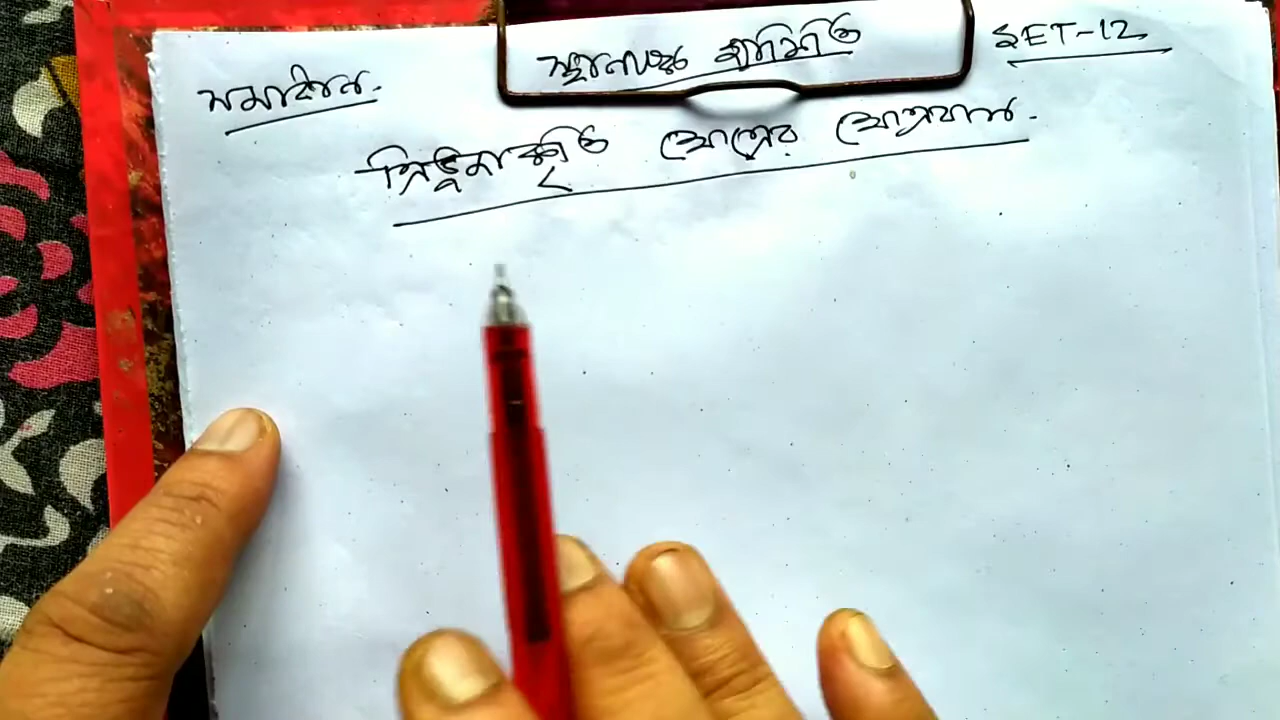 স্থানাঙ্ক জ্যামিতি SET-12
সমাধান.
ত্রিভুজাকৃতি ক্ষেত্রের ক্ষেত্রফল.